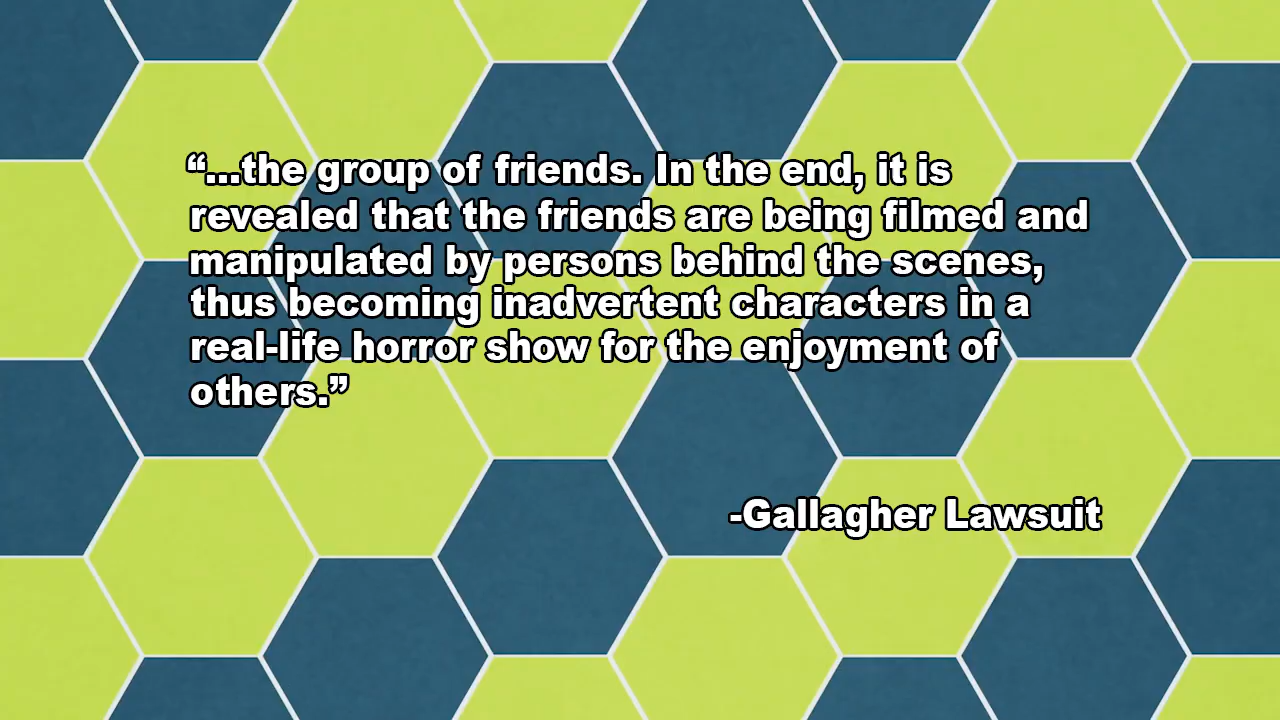 “...the group of friends. In the end, it is
revealed that the friends are being filmed and
manipulated by persons behind the scenes,
thus becoming inadvertent characters in a
real-life horror show for the enjoyment of
others.”
-Gallagher Lawsuit